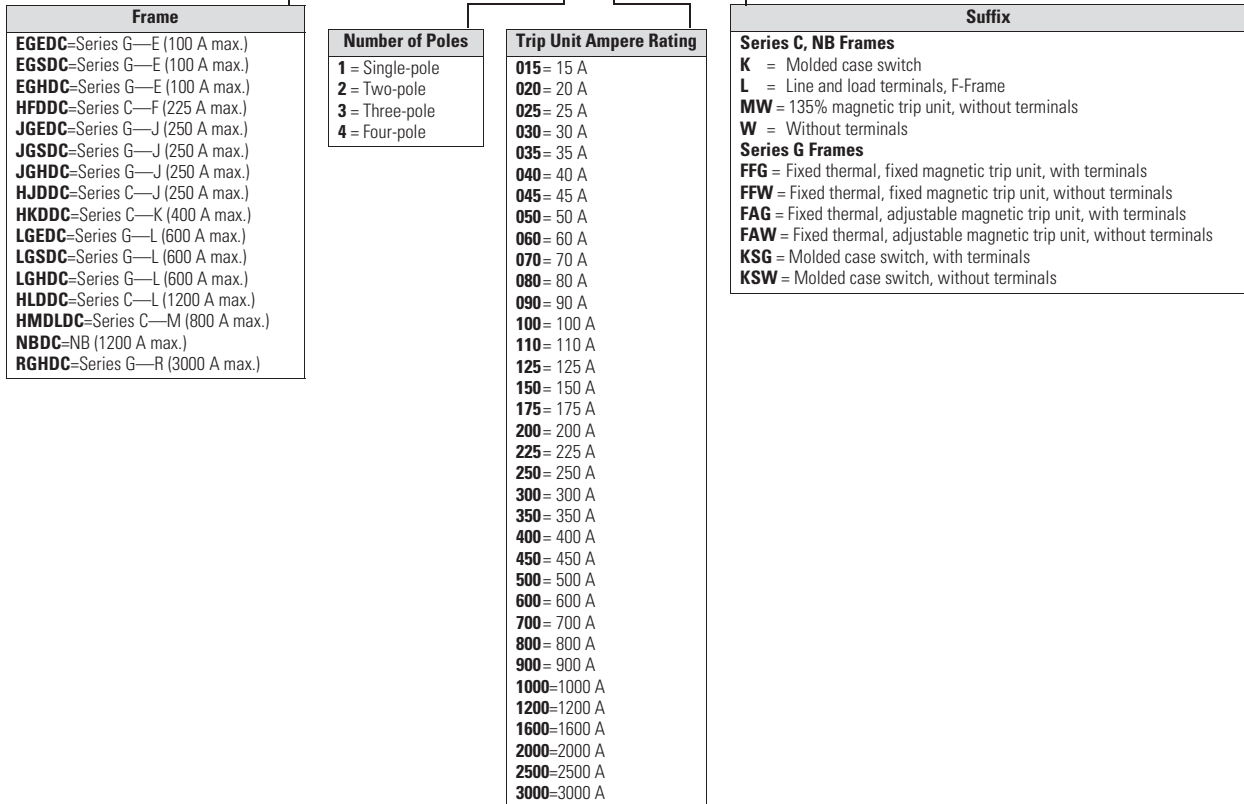 Frame
EGEDC=Series G—E (100 A max.)
EGSDC=Series G—E (100 A max.)
EGHDC=Series G—E (100 A max.)
HFDDC=Series C—F (225 A max.)
JGEDC=Series G—J (250 A max.)
JGSDC=Series G—J (250 A max.)
JGHDC=Series G—J (250 A max.)
HJDDC=Series C—J (250 A max.)
HKDDC=Series C—K (400 A max.)
LGEDC=Series G—L (600 A max.)
LGSDC=Series G—L (600 A max.)
LGHDC=Series G—L (600 A max.)
HLDDC=Series C—L (1200 A max.)
HMDLDC=Series C—M (800 A max.)
NBDC=NB (1200 A max.)
RGHDC=Series G—R (3000 A max.)
Number of Poles
1 = Single-pole
2 = Two-pole
3 = Three-pole
4 = Four-pole
Trip Unit Ampere Rating
015= 15 A
020= 20 A
025= 25 A
030= 30 A
035= 35 A
040= 40 A
045= 45 A
050= 50 A
060= 60 A
070= 70 A
080= 80 A
090= 90 A
100= 100 A
110= 110 A
125= 125 A
150= 150 A
175= 175 A
200= 200 A
225= 225 A
250= 250 A
300= 300 A
350= 350 A
400= 400 A
450= 450 A
500= 500 A
600= 600 A
700= 700 A
800= 800 A
900= 900 A
1000=1000 A
1200=1200 A
1600=1600 A
2000=2000 A
2500=2500 A
3000=3000 A
Suffix
Series C, NB Frames
K = Molded case switch
L = Line and load terminals, F-Frame
MW = 135% magnetic trip unit, without terminals
W = Without terminals
Series G Frames
FFG = Fixed thermal, fixed magnetic trip unit, with terminals
FFW = Fixed thermal, fixed magnetic trip unit, without terminals
FAG = Fixed thermal, adjustable magnetic trip unit, with terminals
FAW = Fixed thermal, adjustable magnetic trip unit, without terminals
KSG = Molded case switch, with terminals
KSW = Molded case switch, without terminals